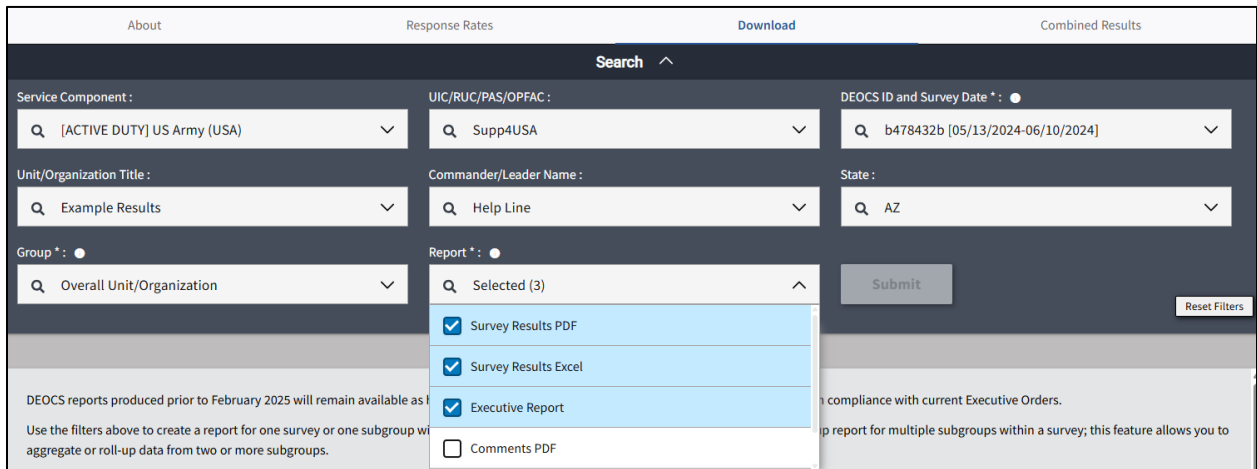 About Response Rates Download Combined Results
Search
Service Component : UIC/RUC/PAS/OPFAC : DEOCS ID and Survey Date * :
[ACTIVE DUTY] US Army (USA) Supp4USA b478432b [05/13/2024-06/10/2024]
Unit/Organization Title : Commander/Leader Name : State :
Example Results Help Line AZ
Group * : Report * :
Overall Unit/Organization Selected (3) Submit
Reset Filters
Survey Results PDF
Survey Results Excel
Executive Report
Comments PDF
DEOCS reports produced prior to February 2025 will remain available as compliance with current Executive Orders.
Use the filters above to create a report for one survey or one subgroup report for multiple subgroups within a survey; this feature allows you to
aggregate or roll-up data from two or more subgroups.